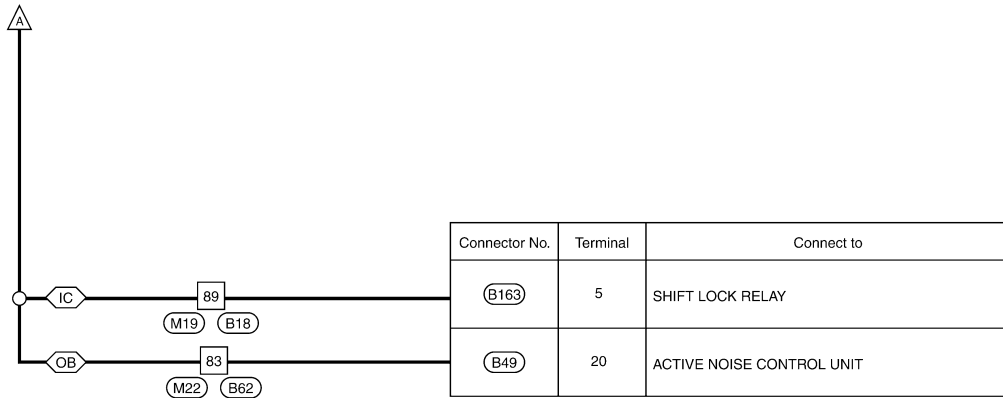 A
Connector No. Terminal Connect to
IC 89 B163 5 SHIFT LOCK RELAY
M19 B18
OB 83 B49 20 ACTIVE NOISE CONTROL UNIT
M22 B62